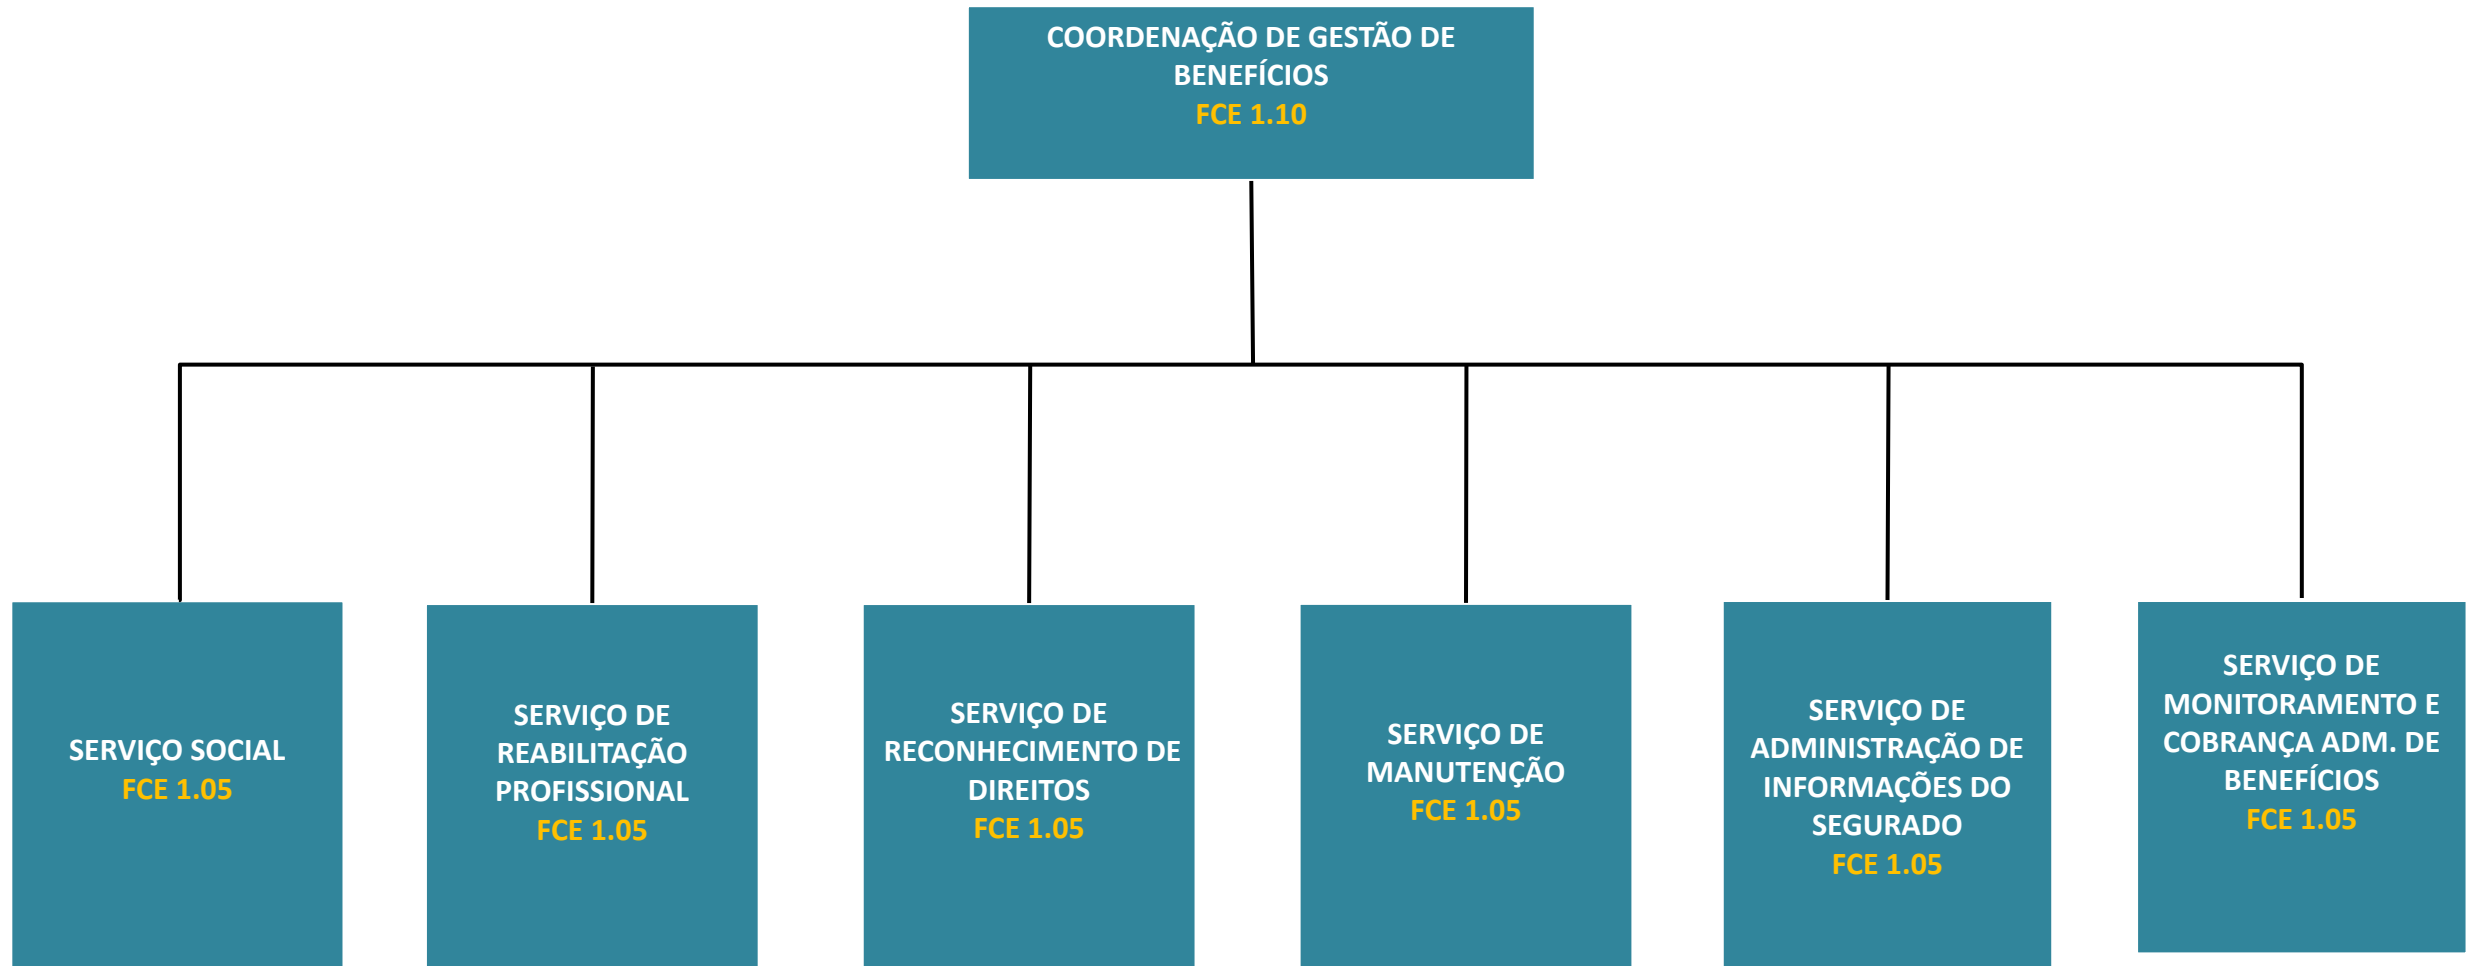 COORDENAÇÃO DE GESTÃO DE
BENEFÍCIOS
FCE 1.10
SERVIÇO SOCIAL
FCE 1.05
SERVIÇO DE
REABILITAÇÃO
PROFISSIONAL
FCE 1.05
SERVIÇO DE
RECONHECIMENTO DE
DIREITOS
FCE 1.05
SERVIÇO DE
MANUTENÇÃO
FCE 1.05
SERVIÇO DE
ADMINISTRAÇÃO DE
INFORMAÇÕES DO
SEGURADO
FCE 1.05
SERVIÇO DE
MONITORAMENTO E
COBRANÇA ADM. DE
BENEFÍCIOS
FCE 1.05